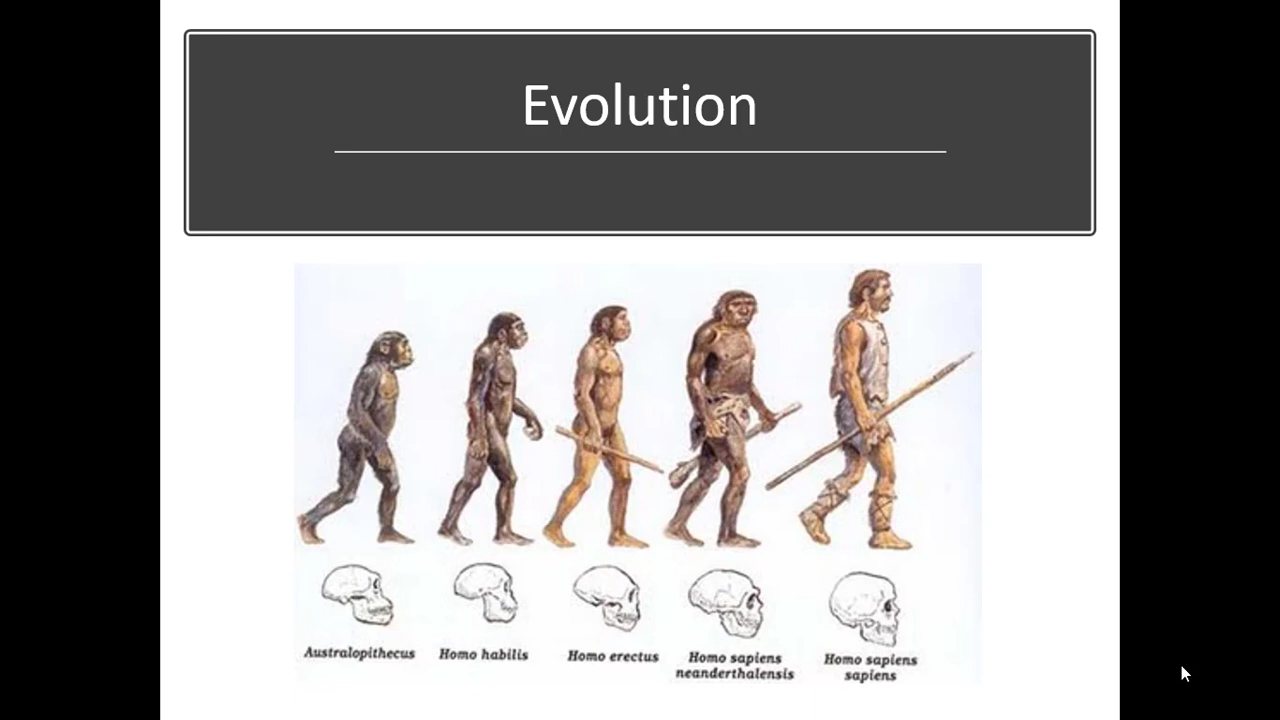 Evolution
Australopithecus
Homo habilis
Homo erectus
Homo sapiens
neanderthalensis
Homo sapiens
sapiens